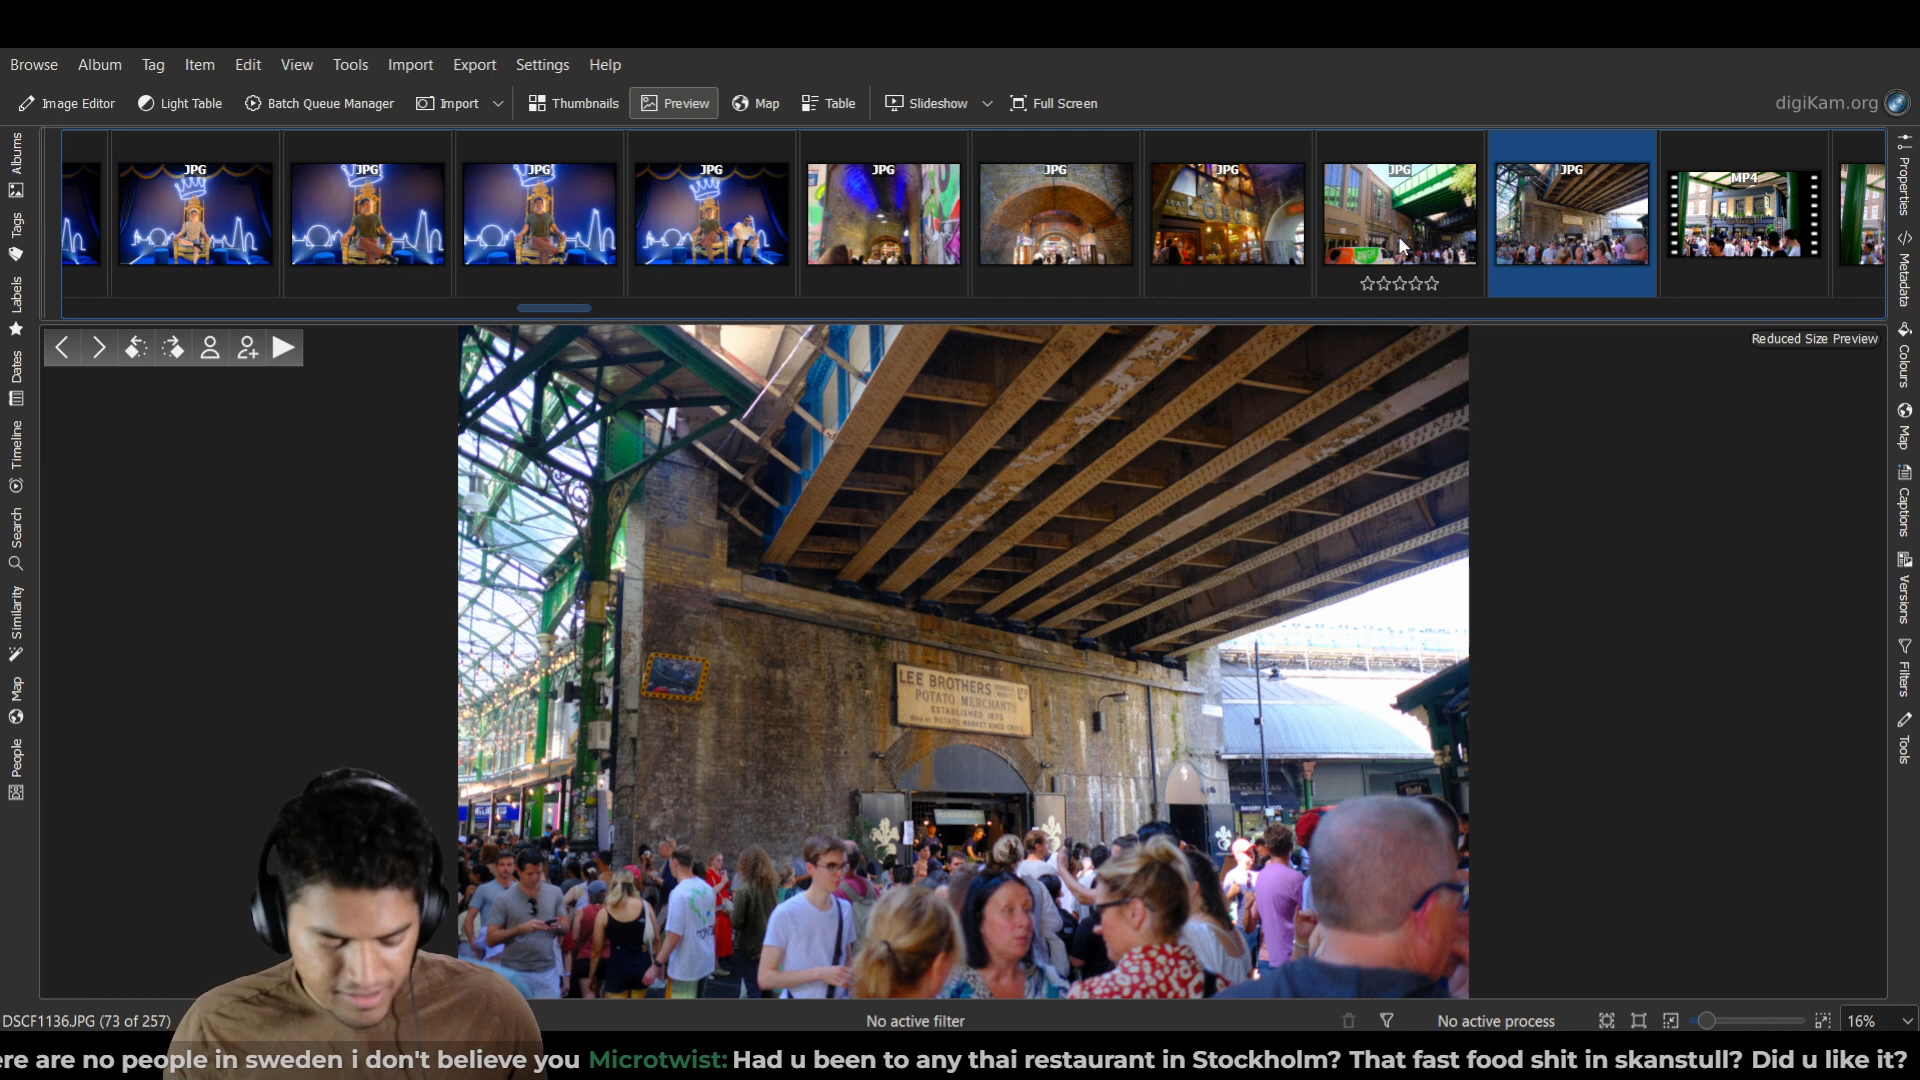 Browse Album Tag Item Edit View Tools Import Export Settings Help
Image Editor Light Table Batch Queue Manager Import Thumbnails Preview Map Table Slideshow Full Screen digiKam.org
Albums
Tags
Labels
Dates
Timeline
Search
Similarity
Map
People
JPG JPG JPG JPG JPG JPG JPG JPG JPG MP4
Reduced Size Preview
LEE BROTHERS
POTATO MERCHANTS
ESTABLISHED 1875
Properties
Metadata
Colours
Map
Captions
Versions
Filters
Tools
DSCF1136.JPG (73 of 257) No active filter No active process 16%
ere are no people in sweden i don't believe you Microtwist: Had u been to any thai restaurant in Stockholm? That fast food shit in skanstull? Did u like it?